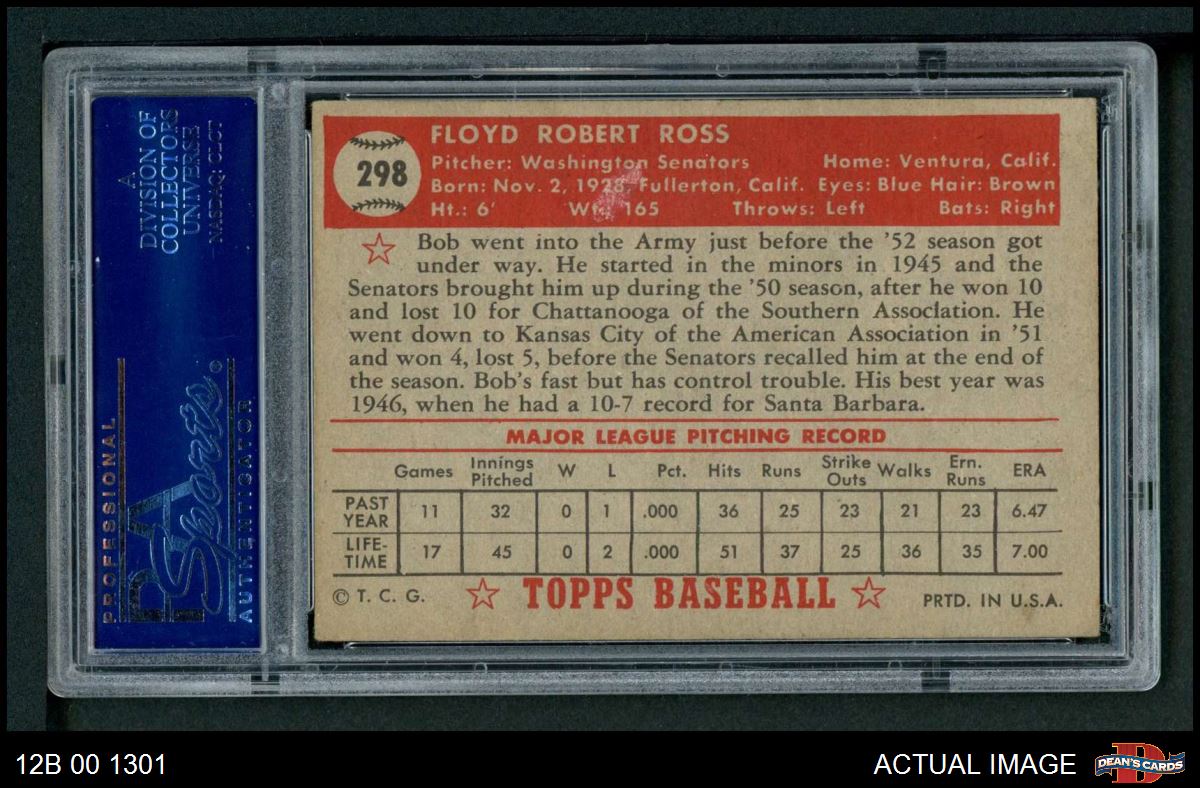 A
DIVISION OF
COLLECTORS
UNIVERSE
NASDAQ: CLCT
PROFESSIONAL
PSA
Sports
AUTHENTICATOR
298
FLOYD ROBERT ROSS
Pitcher: Washington Senators Home: Ventura, Calif.
Born: Nov. 2, 1928, Fullerton, Calif. Eyes: Blue Hair: Brown
Ht.: 6' Wt.: 165 Throws: Left Bats: Right
Bob went into the Army just before the '52 season got
under way. He started in the minors in 1945 and the
Senators brought him up during the '50 season, after he won 10
and lost 10 for Chattanooga of the Southern Association. He
went down to Kansas City of the American Association in '51
and won 4, lost 5, before the Senators recalled him at the end of
the season. Bob's fast but has control trouble. His best year was
1946, when he had a 10-7 record for Santa Barbara.
MAJOR LEAGUE PITCHING RECORD
Games Innings Pitched W L Pct. Hits Runs Strike Outs Walks Ern. Runs ERA
PAST YEAR 11 32 0 1 .000 36 25 23 21 23 6.47
LIFE-TIME 17 45 0 2 .000 51 37 25 36 35 7.00
© T. C. G. TOPPS BASEBALL PRTD. IN U.S.A.
12B 00 1301 ACTUAL IMAGE D DEAN'S CARDS